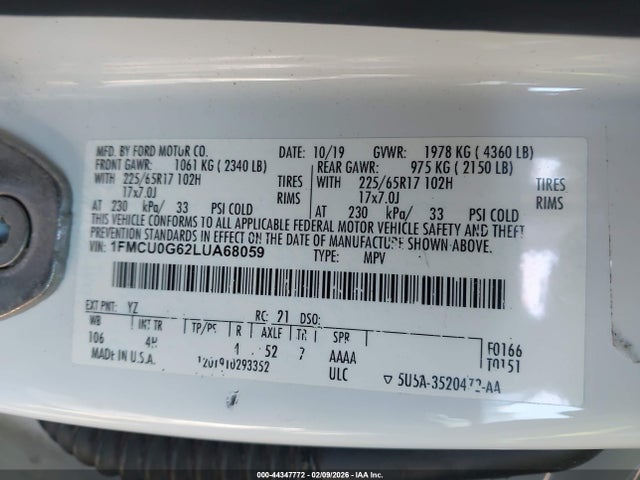 MFD. BY FORD MOTOR CO. DATE: 10/19 GVWR: 1978 KG ( 4360 LB)
FRONT GAWR: 1061 KG ( 2340 LB) REAR GAWR: 975 KG ( 2150 LB)
WITH 225/65R17 102H TIRES WITH 225/65R17 102H TIRES
17x7.0J RIMS 17x7.0J RIMS
AT 230 kPa/ 33 PSI COLD AT 230 kPa/ 33 PSI COLD
THIS VEHICLE CONFORMS TO ALL APPLICABLE FEDERAL MOTOR VEHICLE SAFETY AND THEFT
PREVENTION STANDARDS IN EFFECT ON THE DATE OF MANUFACTURE SHOWN ABOVE.
VIN: 1FMCU0G62LUA68059 TYPE: MPV
EXT PNT: YZ RC: 21 DSO:
WB INT TR TP/PS R AXLE TR SPR F0166
106 4H 52 AAAA T0151
MADE IN U.S.A. ULC
000-44347772 - 02/09/2026 - IAA, Inc.